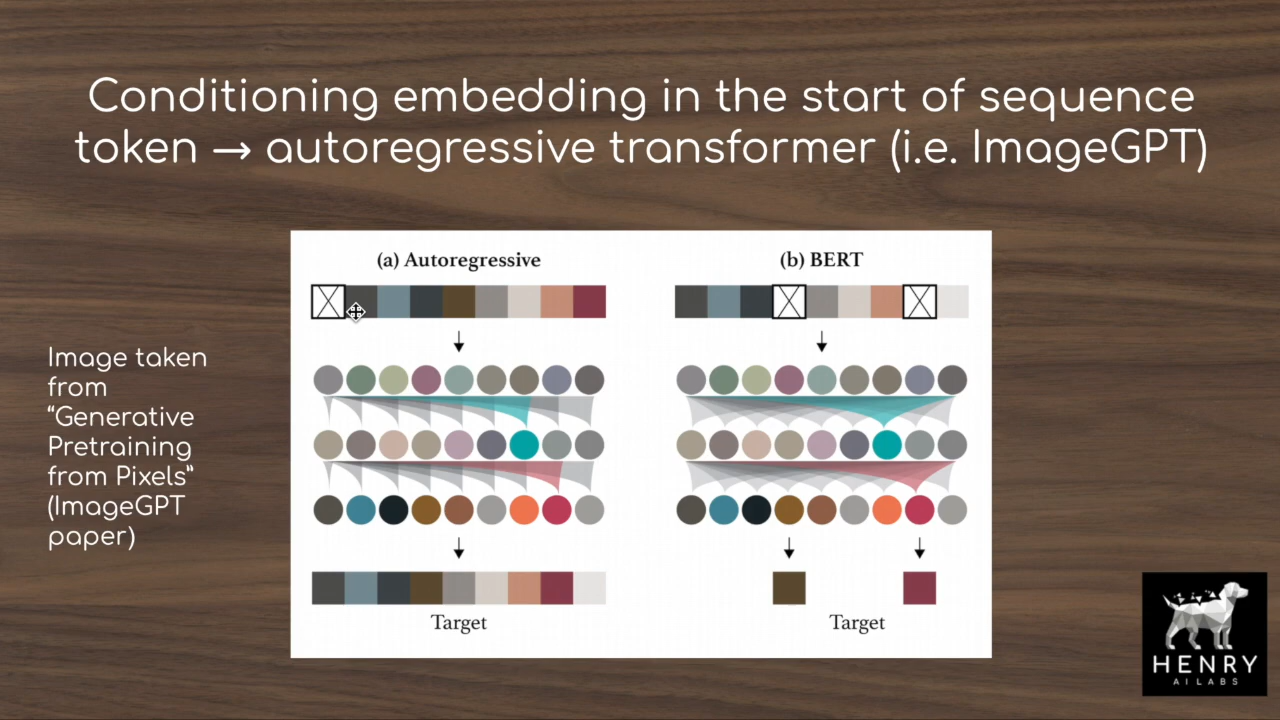 Conditioning embedding in the start of sequence
token → autoregressive transformer (i.e. ImageGPT)
(a) Autoregressive
(b) BERT
Image taken
from
“Generative
Pretraining
from Pixels“
(ImageGPT
paper)
Target
Target
HENRY
AI LABS